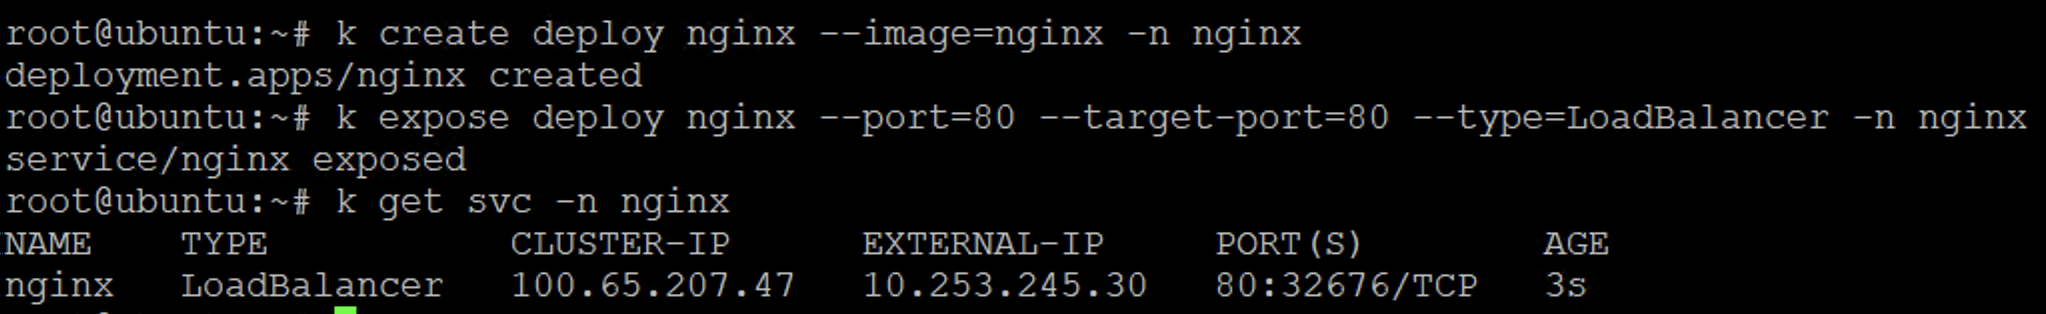 root@ubuntu:~# k create deploy nginx --image=nginx -n nginx
deployment.apps/nginx created
root@ubuntu:~# k expose deploy nginx --port=80 --target-port=80 --type=LoadBalancer -n nginx
service/nginx exposed
root@ubuntu:~# k get svc -n nginx
NAME TYPE CLUSTER-IP EXTERNAL-IP PORT(S) AGE
nginx LoadBalancer 100.65.207.47 10.253.245.30 80:32676/TCP 3s